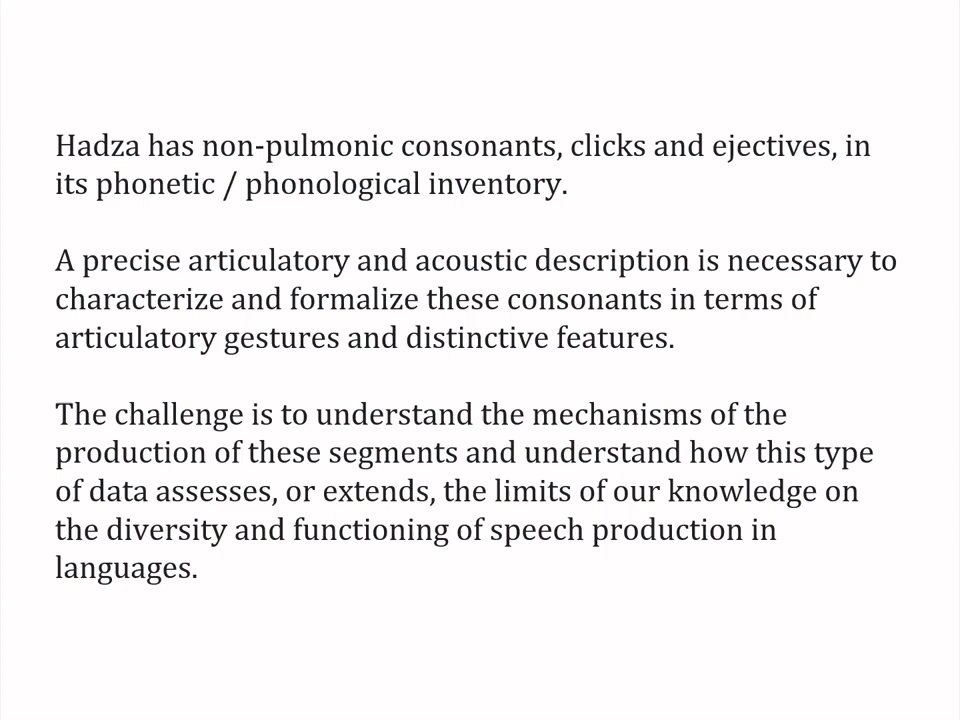 Hadza has non-pulmonic consonants, clicks and ejectives, in
its phonetic / phonological inventory.
A precise articulatory and acoustic description is necessary to
characterize and formalize these consonants in terms of
articulatory gestures and distinctive features.
The challenge is to understand the mechanisms of the
production of these segments and understand how this type
of data assesses, or extends, the limits of our knowledge on
the diversity and functioning of speech production in
languages.